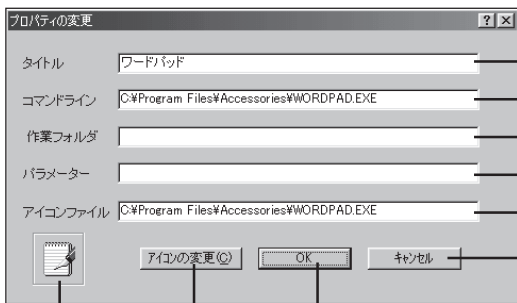 プロパティの変更
タイトル ワードパッド
コマンドライン C:¥Program Files¥Accessories¥WORDPAD.EXE
作業フォルダ
パラメーター
アイコンファイル C:¥Program Files¥Accessories¥WORDPAD.EXE
アイコンの変更(C) OK キャンセル